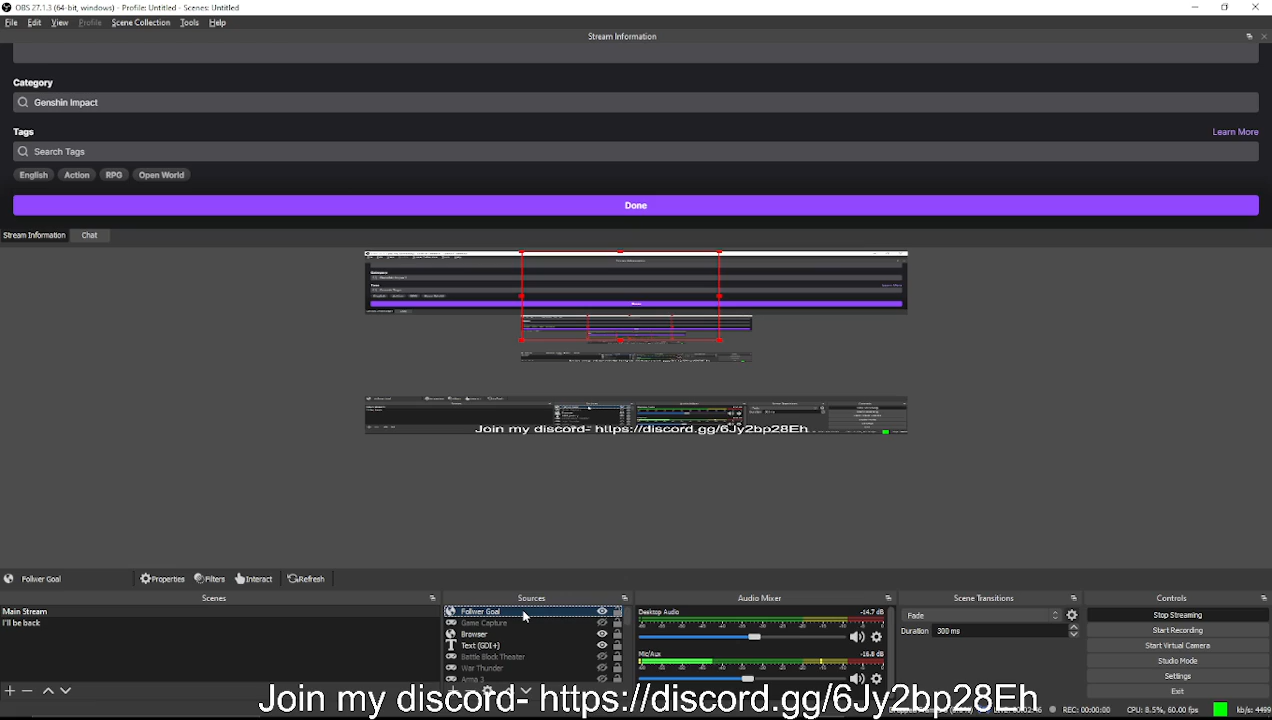 OBS 27.1.3 (64-bit, windows) - Profile: Untitled - Scenes: Untitled
File Edit View Profile Scene Collection Tools Help
Stream Information
Category
Genshin Impact
Tags Learn More
Search Tags
English Action RPG Open World
Done
Stream Information Chat
Join my discord- https://discord.gg/6Jy2bp28Eh
Follwer Goal Properties Filters Interact Refresh
Scenes Sources Audio Mixer Scene Transitions Controls
Main Stream
I'll be back
Follwer Goal
Game Capture
Browser
Text (GDI+)
Battle Block Theater
War Thunder
Arma 3
Desktop Audio -14.7 dB
Mic/Aux -16.8 dB
Fade
Duration 300 ms
Stop Streaming
Start Recording
Start Virtual Camera
Studio Mode
Settings
Exit
Join my discord- https://discord.gg/6Jy2bp28Eh
REC: 00:00:00 CPU: 8.5%, 60.00 fps kb/s: 4499